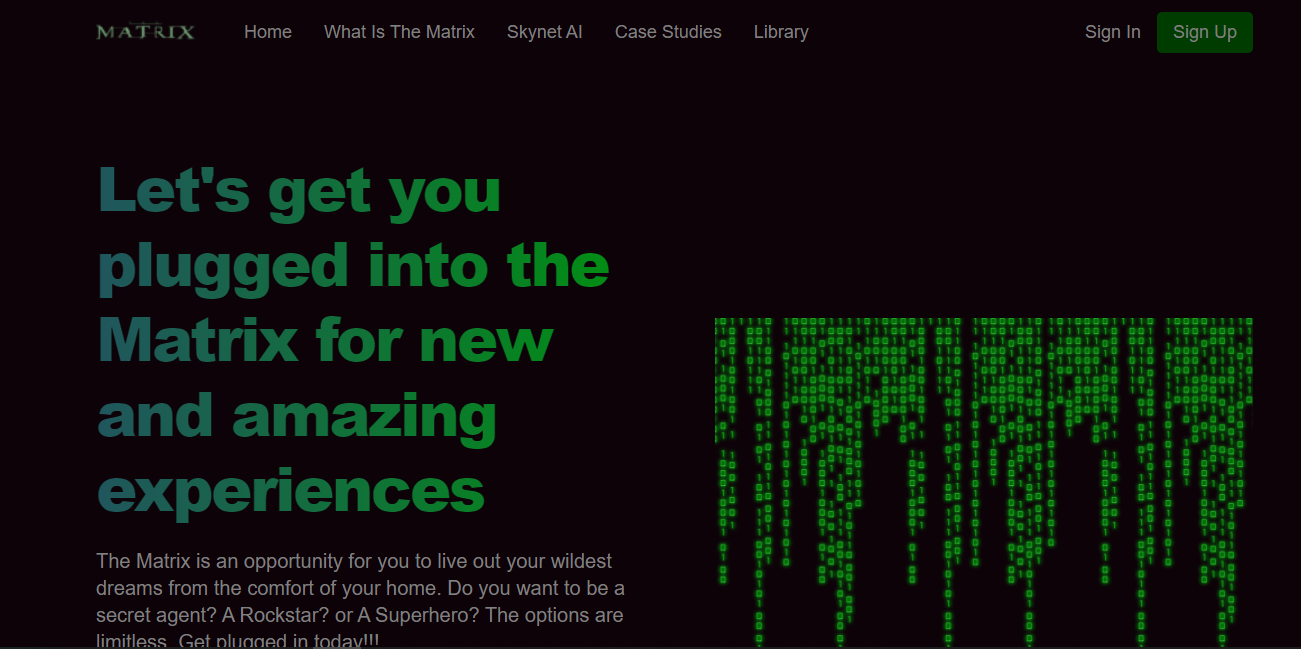 MATRIX
Home
What Is The Matrix
Skynet AI
Case Studies
Library
Sign In
Sign Up
Let's get you
plugged into the
Matrix for new
and amazing
experiences
The Matrix is an opportunity for you to live out your wildest
dreams from the comfort of your home. Do you want to be a
secret agent? A Rockstar? or A Superhero? The options are
limitless. Get plugged in today!!!